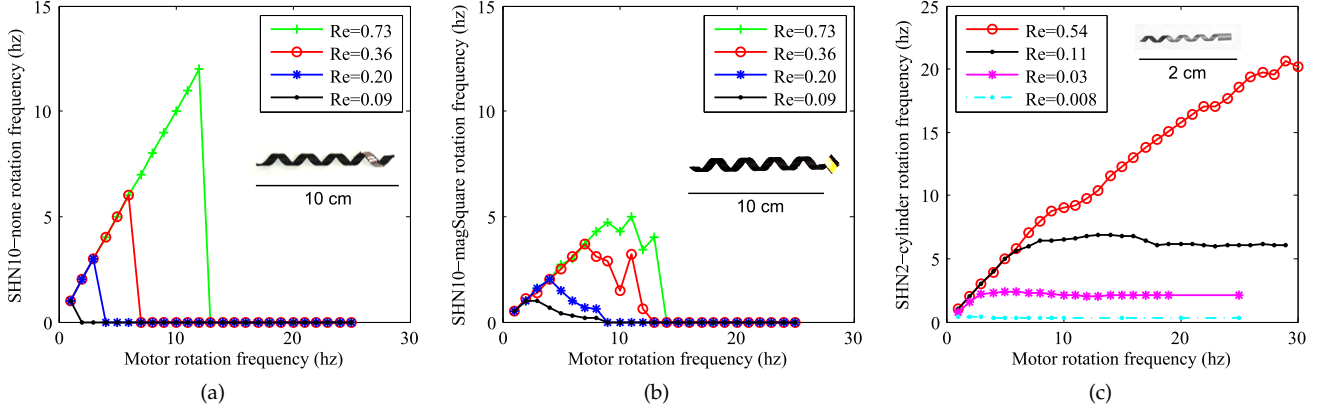 SHN10−none rotation frequency (hz)
15
10
5
0
0
10
20
30
Motor rotation frequency (hz)
Re=0.73
Re=0.36
Re=0.20
Re=0.09
10 cm
(a)
SHN10−magSquare rotation frequency (hz)
15
10
5
0
0
10
20
30
Motor rotation frequency (hz)
Re=0.73
Re=0.36
Re=0.20
Re=0.09
10 cm
(b)
SHN2−cylinder rotation frequency (hz)
25
20
15
10
5
0
0
10
20
30
Motor rotation frequency (hz)
Re=0.54
Re=0.11
Re=0.03
Re=0.008
2 cm
(c)